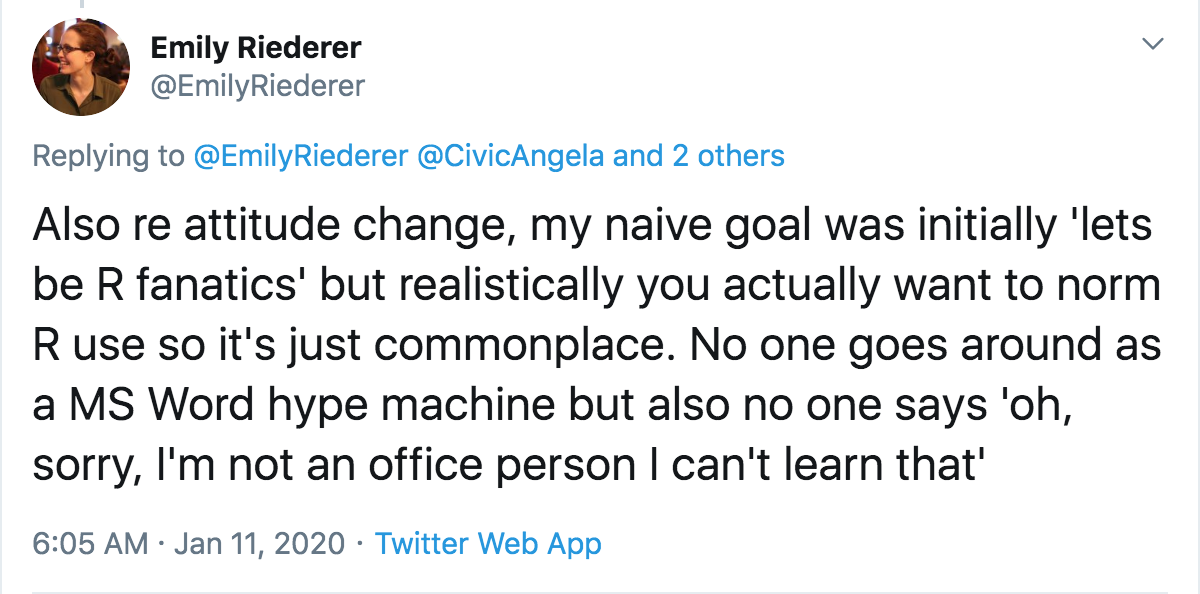 Emily Riederer
@EmilyRiederer
Replying to @EmilyRiederer @CivicAngela and 2 others
Also re attitude change, my naive goal was initially 'lets
be R fanatics' but realistically you actually want to norm
R use so it's just commonplace. No one goes around as
a MS Word hype machine but also no one says 'oh,
sorry, I'm not an office person I can't learn that'
6:05 AM · Jan 11, 2020 · Twitter Web App